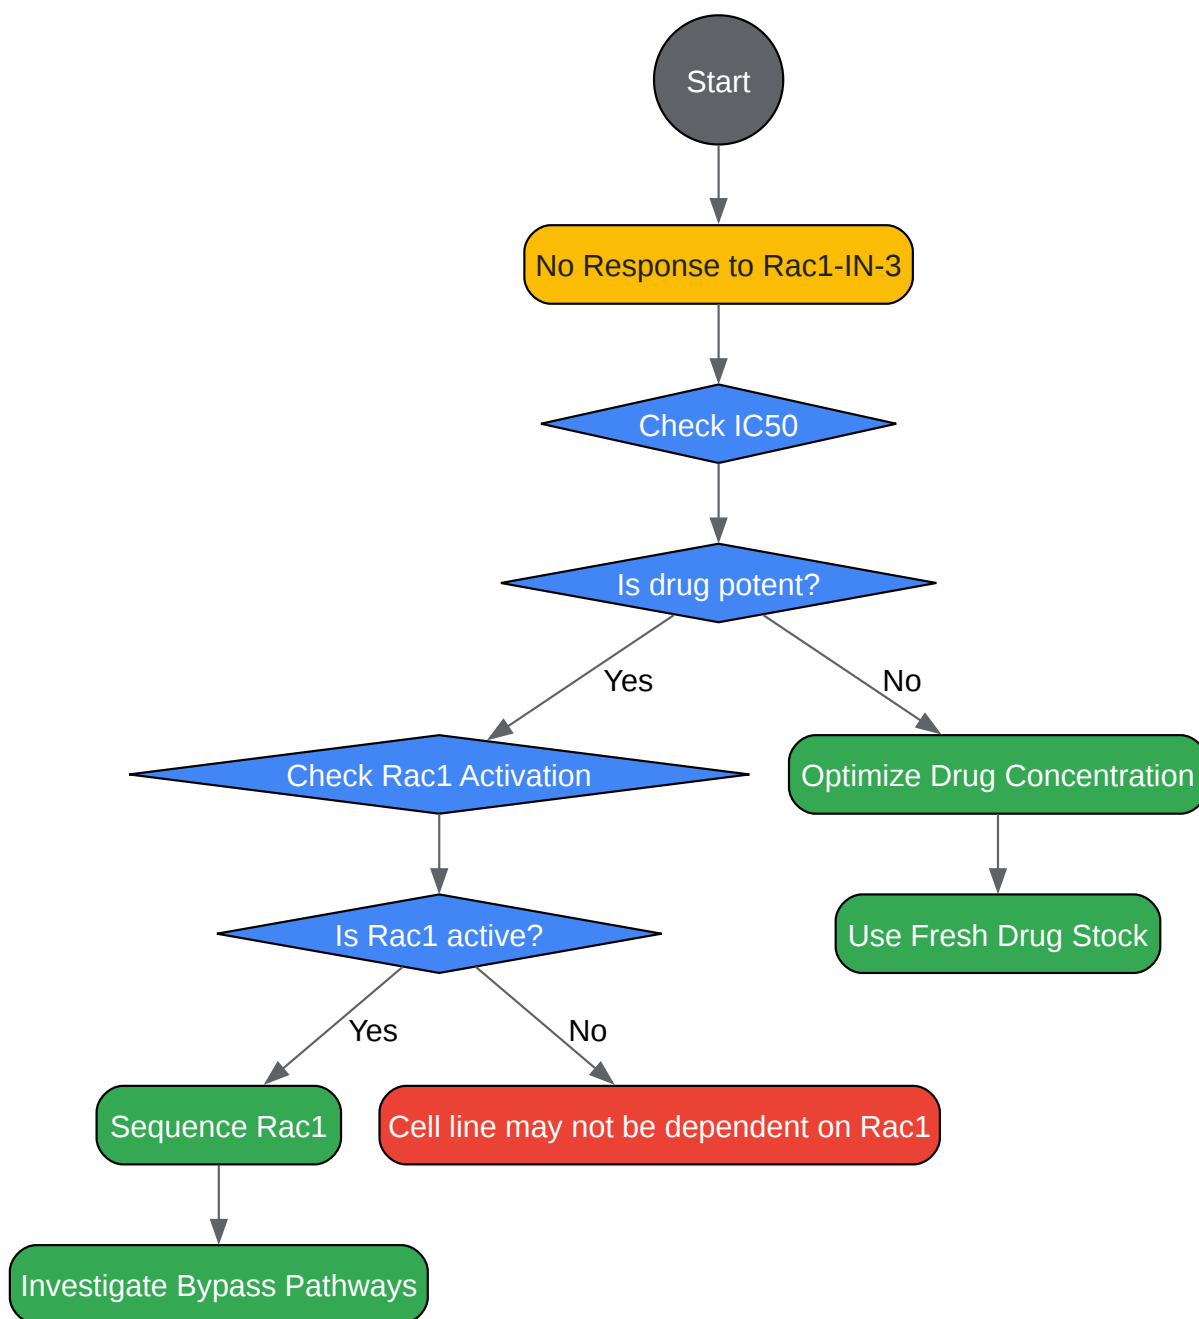 Start
No Response to Rac1-IN-3
Check IC50
Is drug potent?
Yes
No
Check Rac1 Activation
Optimize Drug Concentration
Is Rac1 active?
Use Fresh Drug Stock
Yes
No
Sequence Rac1
Cell line may not be dependent on Rac1
Investigate Bypass Pathways